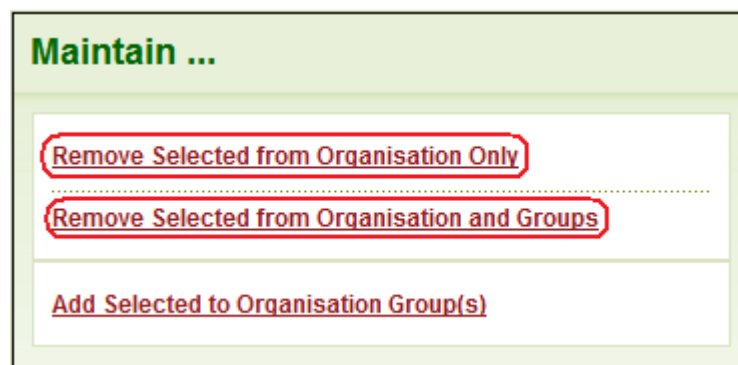 Maintain ...
Remove Selected from Organisation Only
Remove Selected from Organisation and Groups
Add Selected to Organisation Group(s)